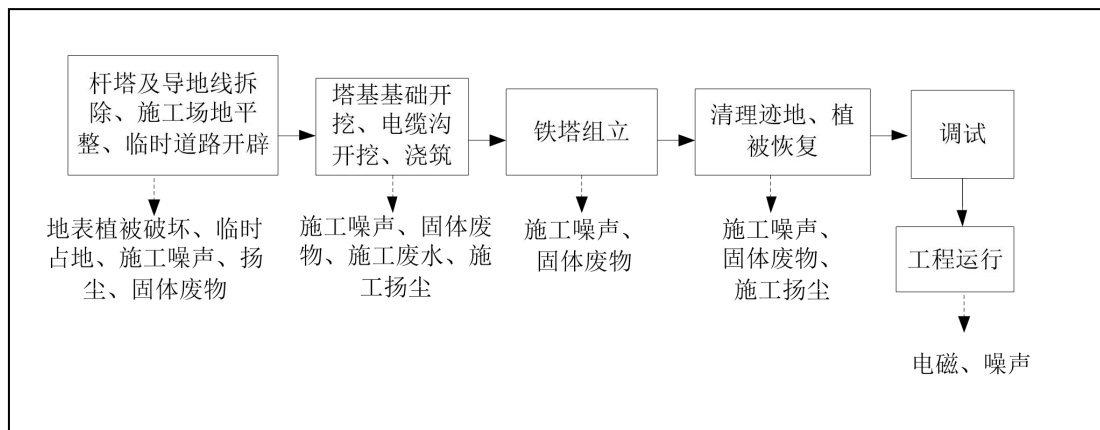 杆塔及导地线拆
除、施工场地平
整、临时道路开辟
塔基基础开
挖、电缆沟
开挖、浇筑
铁塔组立
清理迹地、植
被恢复
调试
地表植被破坏、临时
占地、施工噪声、扬
尘、固体废物
施工噪声、固体废
物、施工废水、施
工扬尘
施工噪声、
固体废物
施工噪声、
固体废物、
施工扬尘
工程运行
电磁、噪声